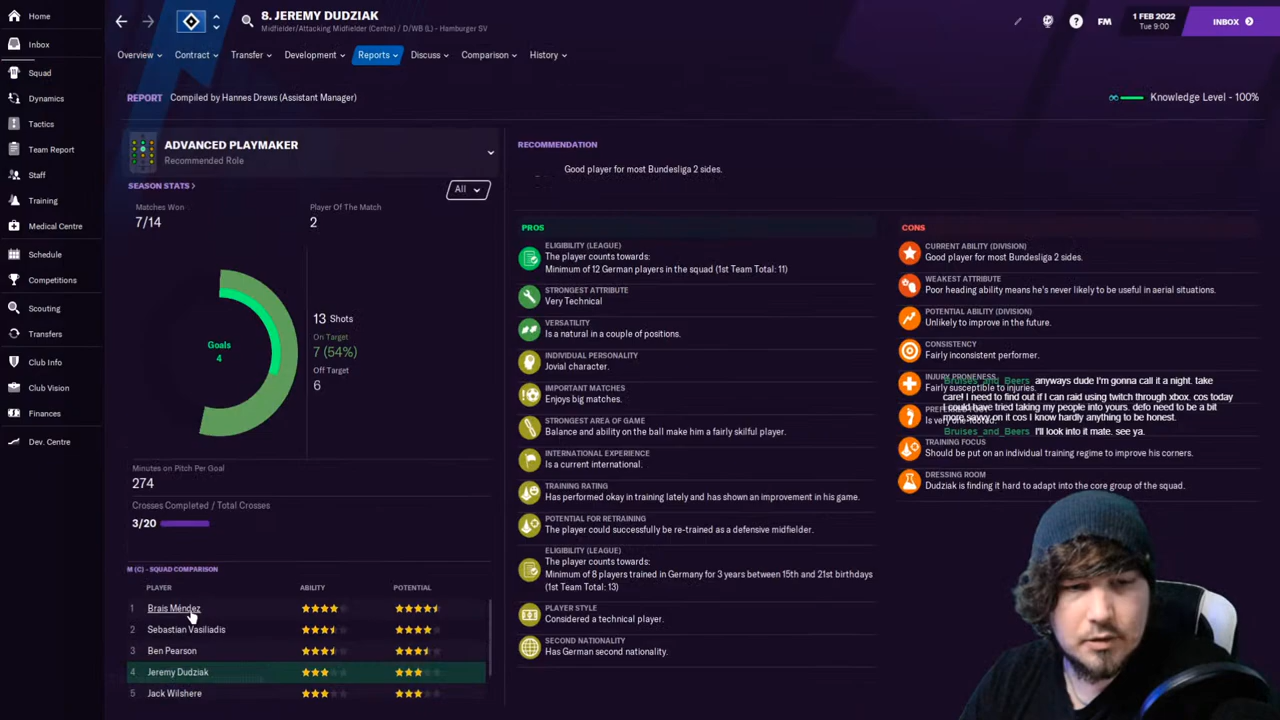 Home
Inbox
Squad
Dynamics
Tactics
Team Report
Staff
Training
Medical Centre
Schedule
Competitions
Scouting
Transfers
Club Info
Club Vision
Finances
Dev. Centre
8. JEREMY DUDZIAK
Midfielder/Attacking Midfielder (Centre) / D/WB (L) - Hamburger SV
FM
1 FEB 2022
Tue 9:00
INBOX
Overview
Contract
Transfer
Development
Reports
Discuss
Comparison
History
REPORT Compiled by Hannes Drews (Assistant Manager)
Knowledge Level - 100%
ADVANCED PLAYMAKER
Recommended Role
SEASON STATS
All
Matches Won
7/14
Player Of The Match
2
Goals
4
13 Shots
On Target
7 (54%)
Off Target
6
Minutes on Pitch Per Goal
274
Crosses Completed / Total Crosses
3/20
M (C) - SQUAD COMPARISON
PLAYER ABILITY POTENTIAL
1 Brais Méndez
2 Sebastian Vasiliadis
3 Ben Pearson
4 Jeremy Dudziak
5 Jack Wilshere
RECOMMENDATION
Good player for most Bundesliga 2 sides.
PROS
ELIGIBILITY (LEAGUE)
The player counts towards:
Minimum of 12 German players in the squad (1st Team Total: 11)
STRONGEST ATTRIBUTE
Very Technical
VERSATILITY
Is a natural in a couple of positions.
INDIVIDUAL PERSONALITY
Jovial character.
IMPORTANT MATCHES
Enjoys big matches.
STRONGEST AREA OF GAME
Balance and ability on the ball make him a fairly skilful player.
INTERNATIONAL EXPERIENCE
Is a current international.
TRAINING RATING
Has performed okay in training lately and has shown an improvement in his game.
POTENTIAL FOR RETRAINING
The player could successfully be re-trained as a defensive midfielder.
ELIGIBILITY (LEAGUE)
The player counts towards:
Minimum of 8 players trained in Germany for 3 years between 15th and 21st birthdays
(1st Team Total: 13)
PLAYER STYLE
Considered a technical player.
SECOND NATIONALITY
Has German second nationality.
CONS
CURRENT ABILITY (DIVISION)
Good player for most Bundesliga 2 sides.
WEAKEST ATTRIBUTE
Poor heading ability means he's never likely to be useful in aerial situations.
POTENTIAL ABILITY (DIVISION)
Unlikely to improve in the future.
CONSISTENCY
Fairly inconsistent performer.
INJURY PRONENESS
Fairly susceptible to injuries.
Bruises_and_Beers anyways dude I'm gonna call it a night. take
care! I need to find out if I can raid using twitch through xbox. cos today
I could have tried taking my people into yours. defo need to be a bit
more savvy on it cos I know hardly anything to be honest.
Bruises_and_Beers I'll look into it mate. see ya.
TRAINING FOCUS
Should be put on an individual training regime to improve his corners.
DRESSING ROOM
Dudziak is finding it hard to adapt into the core group of the squad.